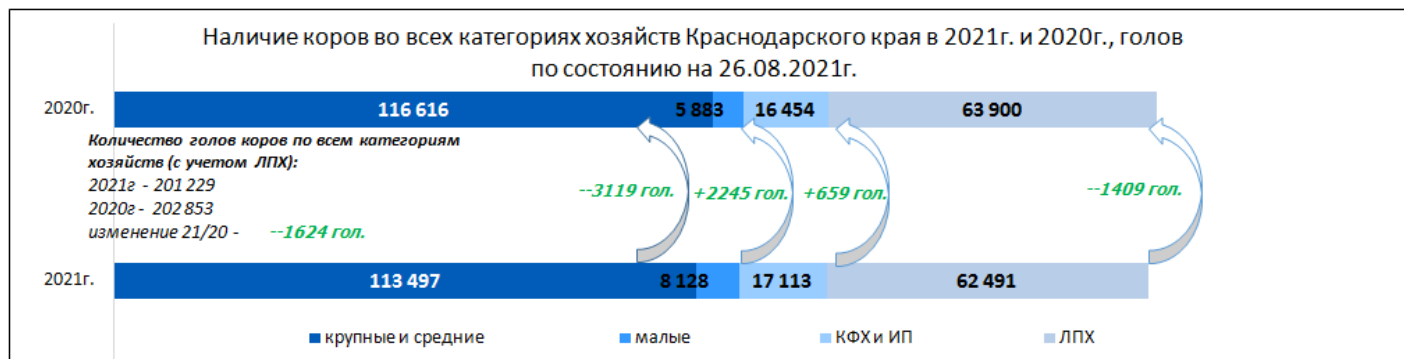 Наличие коров во всех категориях хозяйств Краснодарского края в 2021г. и 2020г., голов
по состоянию на 26.08.2021г.
2020г.
116 616
5 883
16 454
63 900
Количество голов коров по всем категориям
хозяйств (с учетом ЛПХ):
2021г - 201 229
2020г - 202 853
изменение 21/20 - --1624 гол.
--3119 гол.
+2245 гол.
+659 гол.
--1409 гол.
2021г.
113 497
8 128
17 113
62 491
крупные и средние
малые
КФХ и ИП
ЛПХ